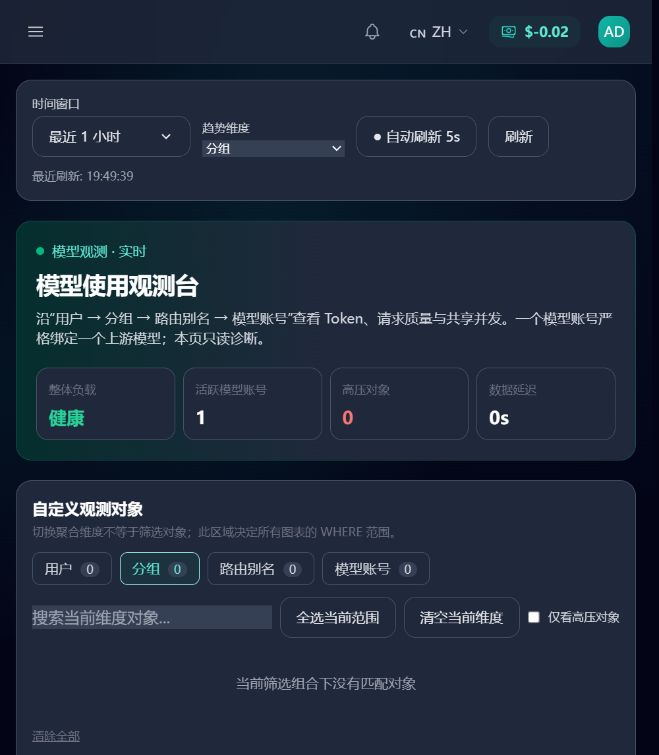 CN ZH $-0.02 AD
时间窗口
最近 1 小时
趋势维度
分组
自动刷新 5s
刷新
最近刷新: 19:49:39
模型观测 · 实时
模型使用观测台
沿“用户 → 分组 → 路由别名 → 模型账号”查看 Token、请求质量与共享并发。一个模型账号严
格绑定一个上游模型；本页只读诊断。
整体负载
健康
活跃模型账号
1
高压对象
0
数据延迟
0s
自定义观测对象
切换聚合维度不等于筛选对象；此区域决定所有图表的 WHERE 范围。
用户 0 分组 0 路由别名 0 模型账号 0
搜索当前维度对象... 全选当前范围 清空当前维度 仅看高压对象
当前筛选组合下没有匹配对象
清除全部